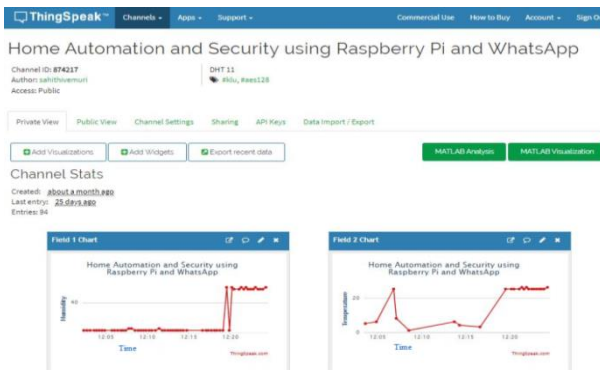 ThingSpeak™ Channels Apps Support Commercial Use How to Buy Account Sign O
Home Automation and Security using Raspberry Pi and WhatsApp
Channel ID: 874217
Author: sahithivemuri
Access: Public
DHT 11
#klu, #aes128
Private View Public View Channel Settings Sharing API Keys Data Import / Export
Add Visualizations Add Widgets Export recent data MATLAB Analysis MATLAB Visualization
Channel Stats
Created: about a month ago
Last entry: 25 days ago
Entries: 94
Field 1 Chart
Home Automation and Security using
Raspberry Pi and WhatsApp
Humidity
40
12:05 12:10 12:15 12:20
Time
ThingSpeak.com
Field 2 Chart
Home Automation and Security using
Raspberry Pi and WhatsApp
Temperature
20
0
12:05 12:10 12:15 12:20
Time
ThingSpeak.com